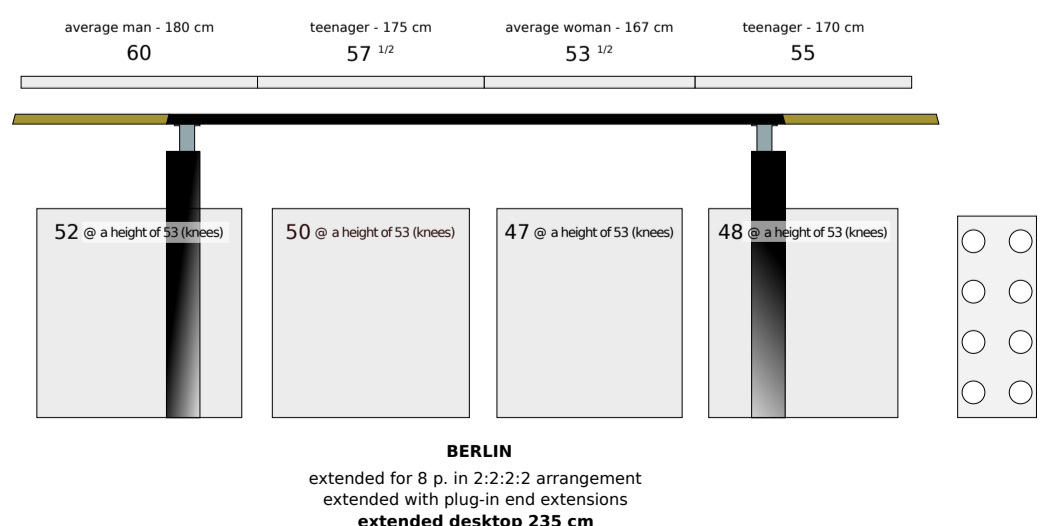 average man - 180 cm teenager - 175 cm average woman - 167 cm teenager - 170 cm
60 57 1/2 53 1/2 55
52 @ a height of 53 (knees) 50 @ a height of 53 (knees) 47 @ a height of 53 (knees) 48 @ a height of 53 (knees)
BERLIN
extended for 8 p. in 2:2:2:2 arrangement
extended with plug-in end extensions
extended desktop 235 cm